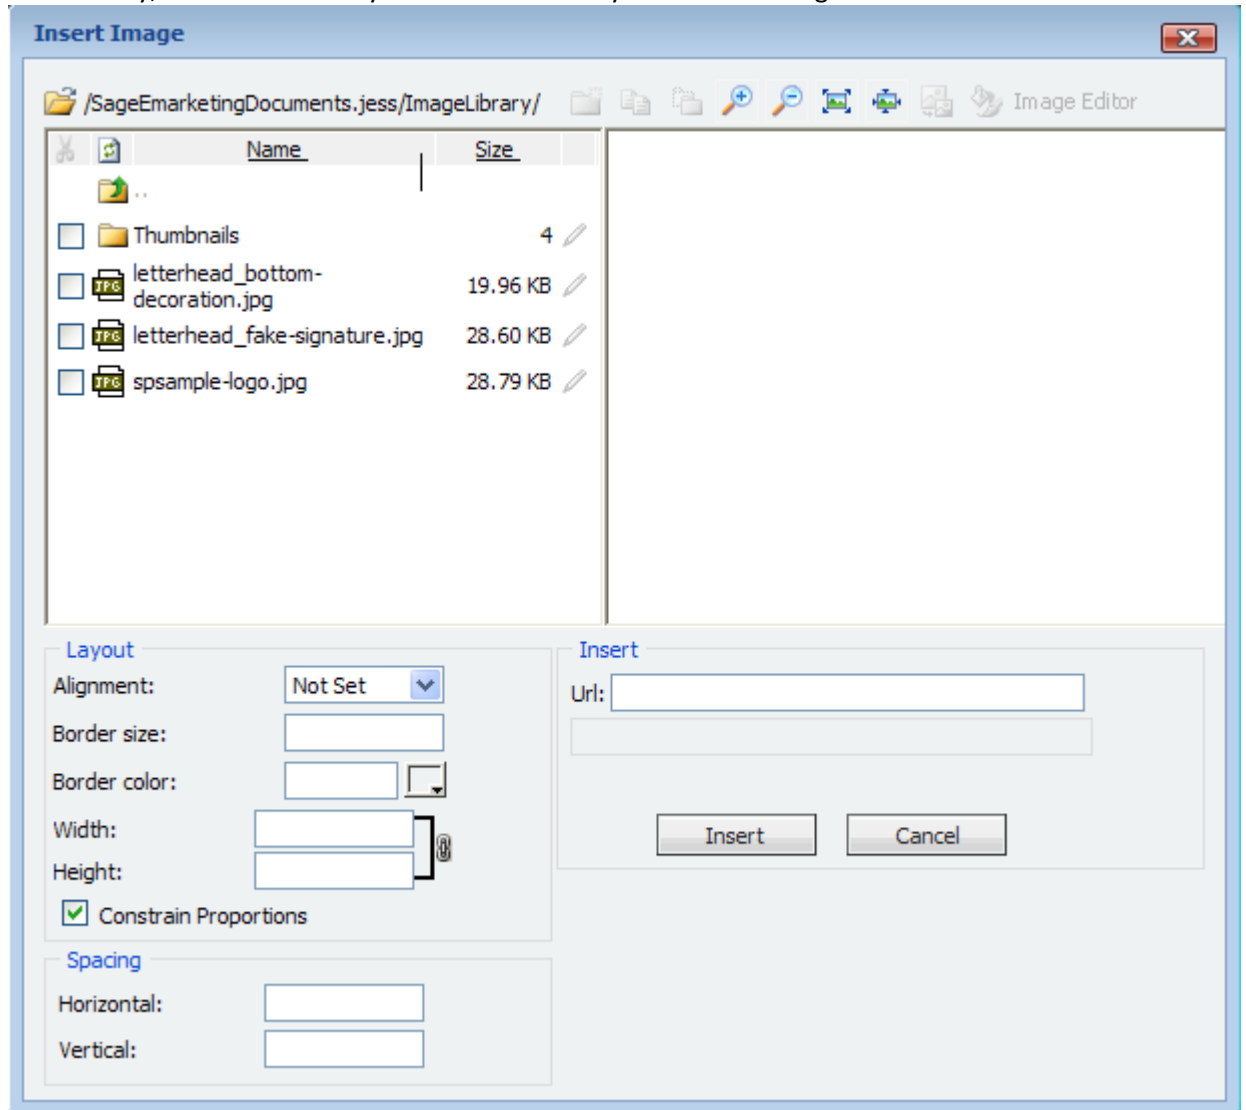 Insert Image
/SageEmarketingDocuments.jess/ImageLibrary/
Image Editor
Name Size
..
Thumbnails 4
letterhead_bottom-
decoration.jpg 19.96 KB
JPG letterhead_fake-signature.jpg 28.60 KB
JPG spsample-logo.jpg 28.79 KB
Layout
Alignment: Not Set
Border size:
Border color:
Width:
Height:
Constrain Proportions
Spacing
Horizontal:
Vertical:
Insert
Url:
Insert Cancel